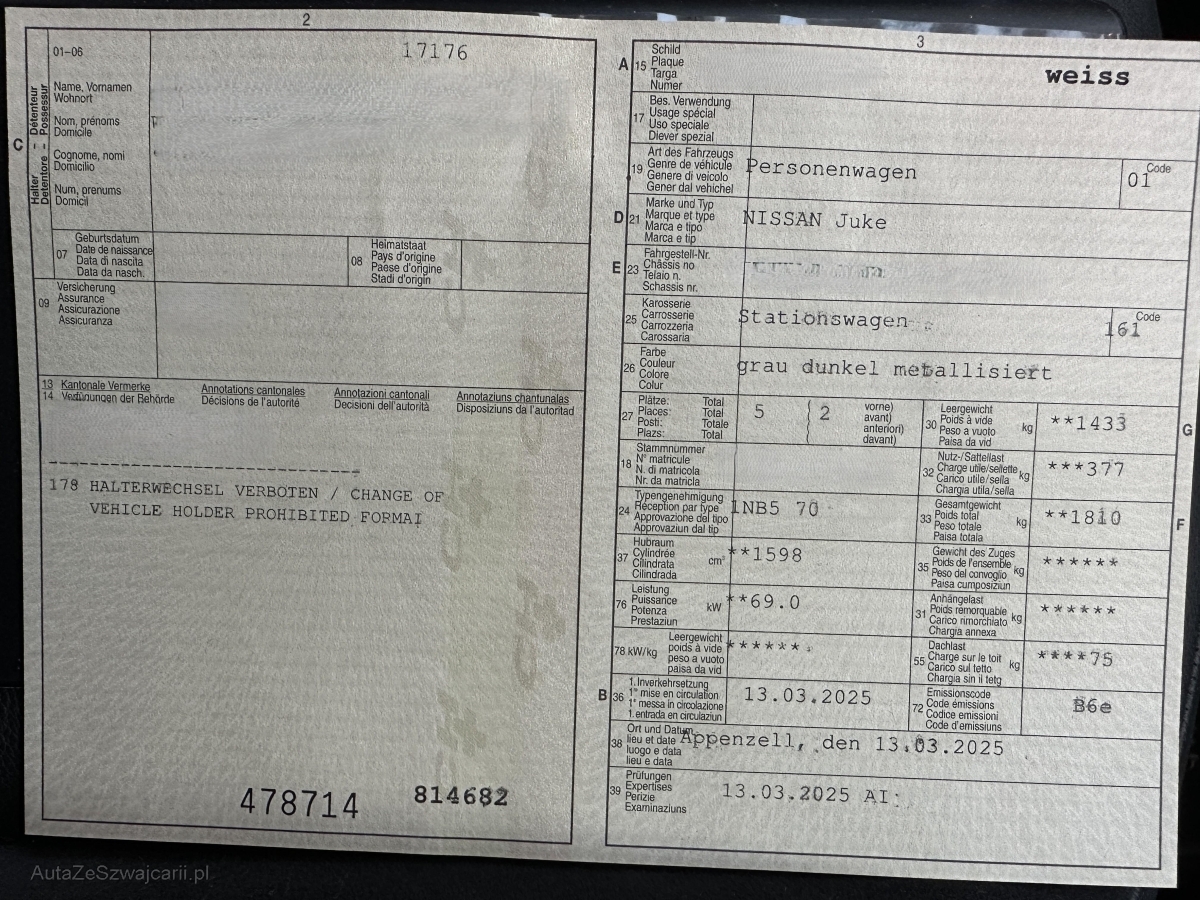 2
01–06
17176
Halter – Détenteur
Detentore – Possessur
C
Name, Vornamen
Wohnort
Nom, prénoms
Domicile
Cognome, nomi
Domicilio
Num, prenums
Domicil
07
Geburtsdatum
Date de naissance
Data di nascita
Data da nasch.
08
Heimatstaat
Pays d'origine
Paese d'origine
Stadi d'origin
09
Versicherung
Assurance
Assicurazione
Assicuranza
13 Kantonale Vermerke
14 Verfügungen der Behörde
Annotations cantonales
Décisions de l'autorité
Annotazioni cantonali
Decisioni dell'autorità
Annotaziuns chantunales
Disposiziuns da l'autoritad
178 HALTERWECHSEL VERBOTEN / CHANGE OF
VEHICLE HOLDER PROHIBITED FORMAI
478714
814682
3
A 15
Schild
Plaque
Targa
Numer
weiss
17
Bes. Verwendung
Usage spécial
Uso speciale
Diever spezial
19
Art des Fahrzeugs
Genre de véhicule
Genere di veicolo
Gener dal vehichel
Personenwagen
Code
01
D 21
Marke und Typ
Marque et type
Marca e tipo
Marca e tip
NISSAN Juke
E 23
Fahrgestell-Nr.
Châssis no
Telaio n.
Schassis nr.
25
Karosserie
Carrosserie
Carrozzeria
Carossaria
Stationswagen
Code
161
26
Farbe
Couleur
Colore
Colur
grau dunkel metallisiert
27
Plätze: Total
Places: Total
Posti: Totale
Plazs: Total
5
2
vorne)
avant)
anteriori)
davant)
30
Leergewicht
Poids à vide
Peso a vuoto
Paisa da vid
kg
**1433
G
18
Stammnummer
N° matricule
N. di matricola
Nr. da matricla
32
Nutz-/Sattellast
Charge utile/sellette
Carico utile/sella
Chargia utila/sella
kg
***377
24
Typengenehmigung
Réception par type
Approvazione del tipo
Approvaziun dal tip
1NB5 70
33
Gesamtgewicht
Poids total
Peso totale
Paisa totala
kg
**1810
F
37
Hubraum
Cylindrée
Cilindrata
Cilindrada
cm³
**1598
35
Gewicht des Zuges
Poids de l'ensemble
Peso del convoglio
Paisa cumposiziun
kg
******
76
Leistung
Puissance
Potenza
Prestaziun
kW
**69.0
31
Anhängelast
Poids remorquable
Carico rimorchiato
Chargia annexa
kg
******
78 kW/kg
Leergewicht
poids à vide
peso a vuoto
paisa da vid
******
55
Dachlast
Charge sur le toit
Carico sul tetto
Chargia sin il tetg
kg
****75
B 36
1. Inverkehrsetzung
1re mise en circulation
1a messa in circolazione
1. entrada en circulaziun
13.03.2025
72
Emissionscode
Code émissions
Codice emissioni
Code d'emissiuns
B6e
38
Ort und Datum
lieu et date
luogo e data
lieu e data
Appenzell, den 13.03.2025
39
Prüfungen
Expertises
Perizie
Examinaziuns
13.03.2025 AI
AutaZeSzwajcarii.pl